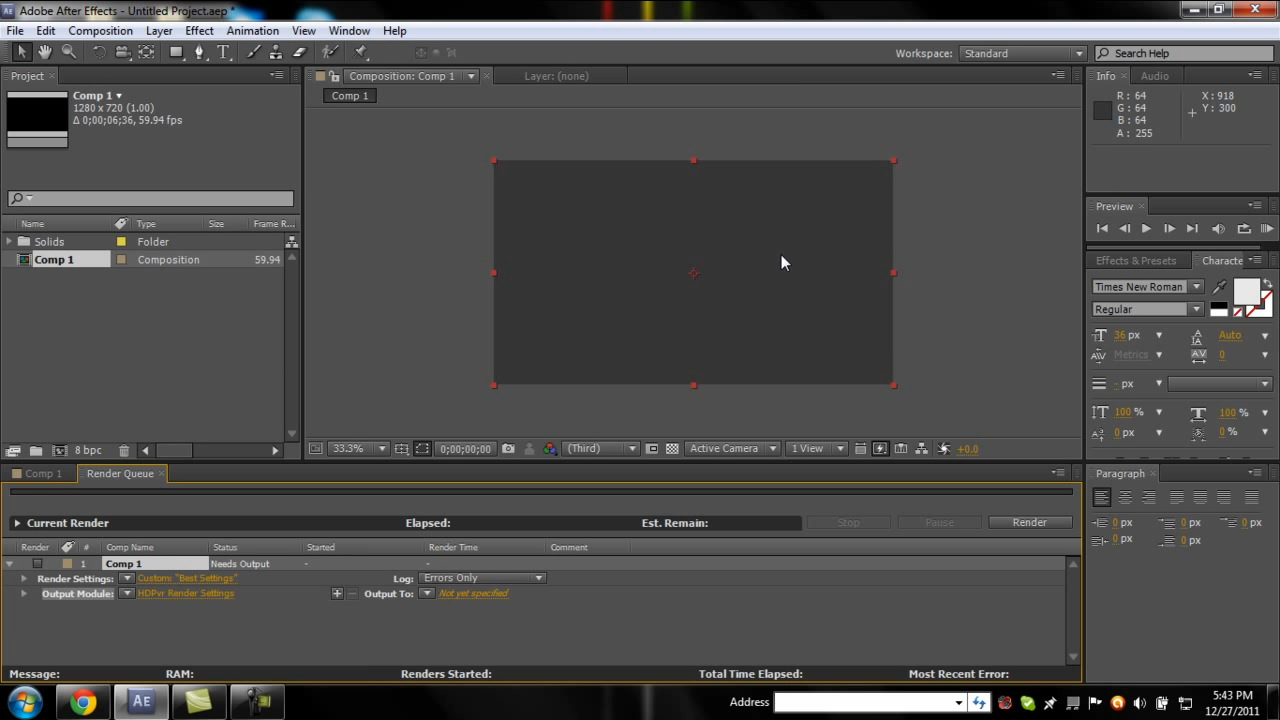 Adobe After Effects - Untitled Project.aep *
File Edit Composition Layer Effect Animation View Window Help
Workspace: Standard Search Help
Project
Comp 1
1280 x 720 (1.00)
Δ 0;00;06;36, 59.94 fps
Name Type Size Frame R...
Solids Folder
Comp 1 Composition 59.94
8 bpc
Composition: Comp 1 Layer: (none)
Comp 1
33.3% 0;00;00;00 (Third) Active Camera 1 View +0.0
Info Audio
R: 64 X: 918
G: 64 Y: 300
B: 64
A: 255
Preview
Effects & Presets Characte
Times New Roman
Regular
36 px Auto
Metrics 0
- px
100 % 100 %
0 px 0 %
Comp 1 Render Queue
Current Render Elapsed: Est. Remain: Stop Pause Render
Render # Comp Name Status Started Render Time Comment
1 Comp 1 Needs Output - -
Render Settings: Custom: "Best Settings" Log: Errors Only
Output Module: HDPvr Render Settings Output To: Not yet specified
Message: RAM: Renders Started: Total Time Elapsed: Most Recent Error:
Paragraph
0 px 0 px 0 px
0 px 0 px
Address
5:43 PM
12/27/2011